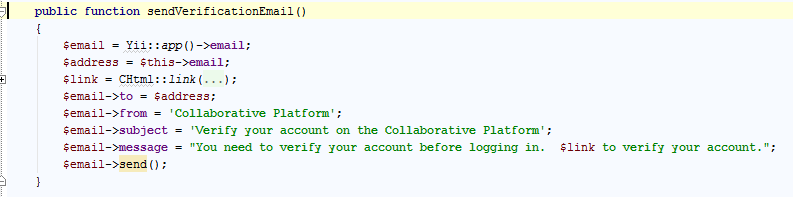 public function sendVerificationEmail()
{
$email = Yii::app()->email;
$address = $this->email;
$link = CHtml::link(...);
$email->to = $address;
$email->from = 'Collaborative Platform';
$email->subject = 'Verify your account on the Collaborative Platform';
$email->message = "You need to verify your account before logging in.  $link to verify your account.";
$email->send();
}